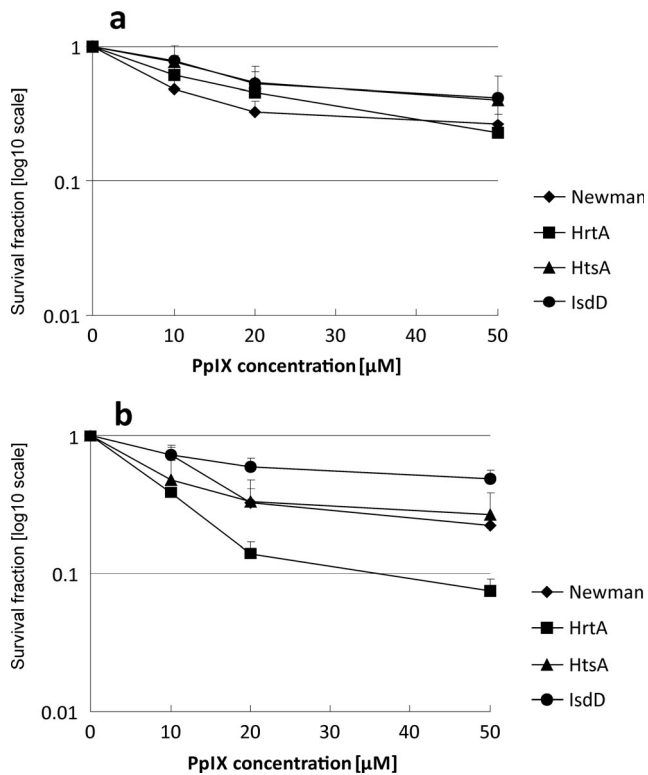 a
1
0.1
0.01
Survival fraction [log10 scale]
0 10 20 30 40 50
PpIX concentration [µM]
Newman
HrtA
HtsA
IsdD
b
1
0.1
0.01
Survival fraction [log10 scale]
0 10 20 30 40 50
PpIX concentration [µM]
Newman
HrtA
HtsA
IsdD